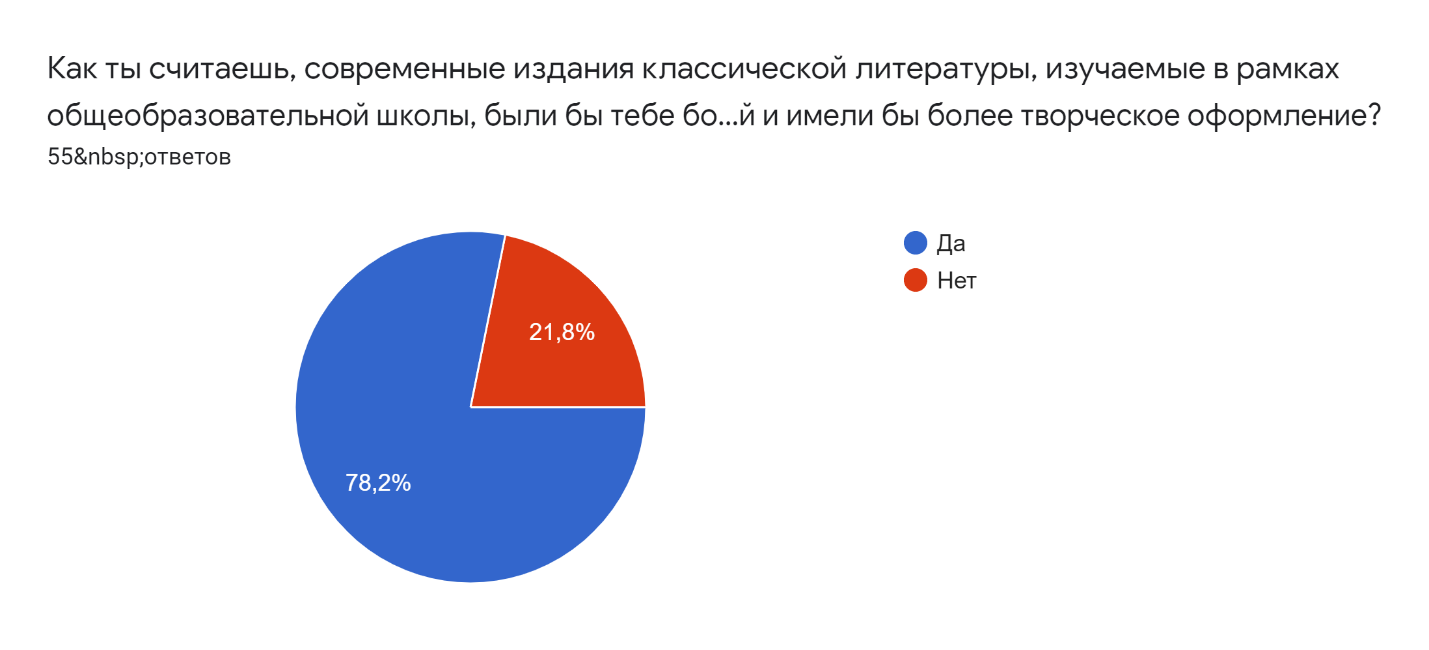 Как ты считаешь, современные издания классической литературы, изучаемые в рамках
общеобразовательной школы, были бы тебе бо...й и имели бы более творческое оформление?
55&nbsp;ответов
Да
Нет
21,8%
78,2%